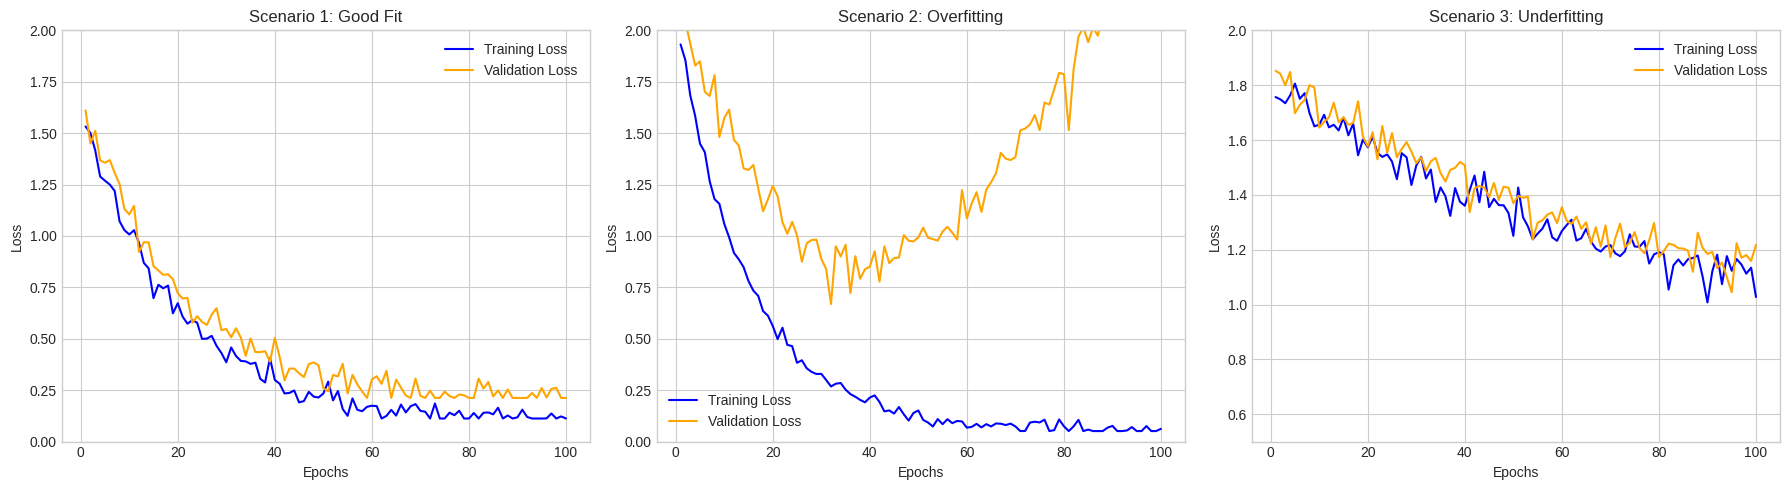 Scenario 1: Good Fit
2.00
1.75
1.50
1.25
1.00
0.75
0.50
0.25
0.00
Loss
0 20 40 60 80 100
Epochs
Training Loss
Validation Loss
Scenario 2: Overfitting
2.00
1.75
1.50
1.25
1.00
0.75
0.50
0.25
0.00
Loss
0 20 40 60 80 100
Epochs
Training Loss
Validation Loss
Scenario 3: Underfitting
2.0
1.8
1.6
1.4
1.2
1.0
0.8
0.6
Loss
0 20 40 60 80 100
Epochs
Training Loss
Validation Loss